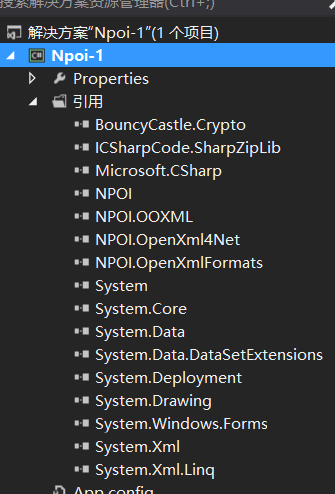 搜索解决方案资源管理器(Ctrl+;)
解决方案"Npoi-1"(1 个项目)
Npoi-1
Properties
引用
BouncyCastle.Crypto
ICSharpCode.SharpZipLib
Microsoft.CSharp
NPOI
NPOI.OOXML
NPOI.OpenXml4Net
NPOI.OpenXmlFormats
System
System.Core
System.Data
System.Data.DataSetExtensions
System.Deployment
System.Drawing
System.Windows.Forms
System.Xml
System.Xml.Linq
App.config